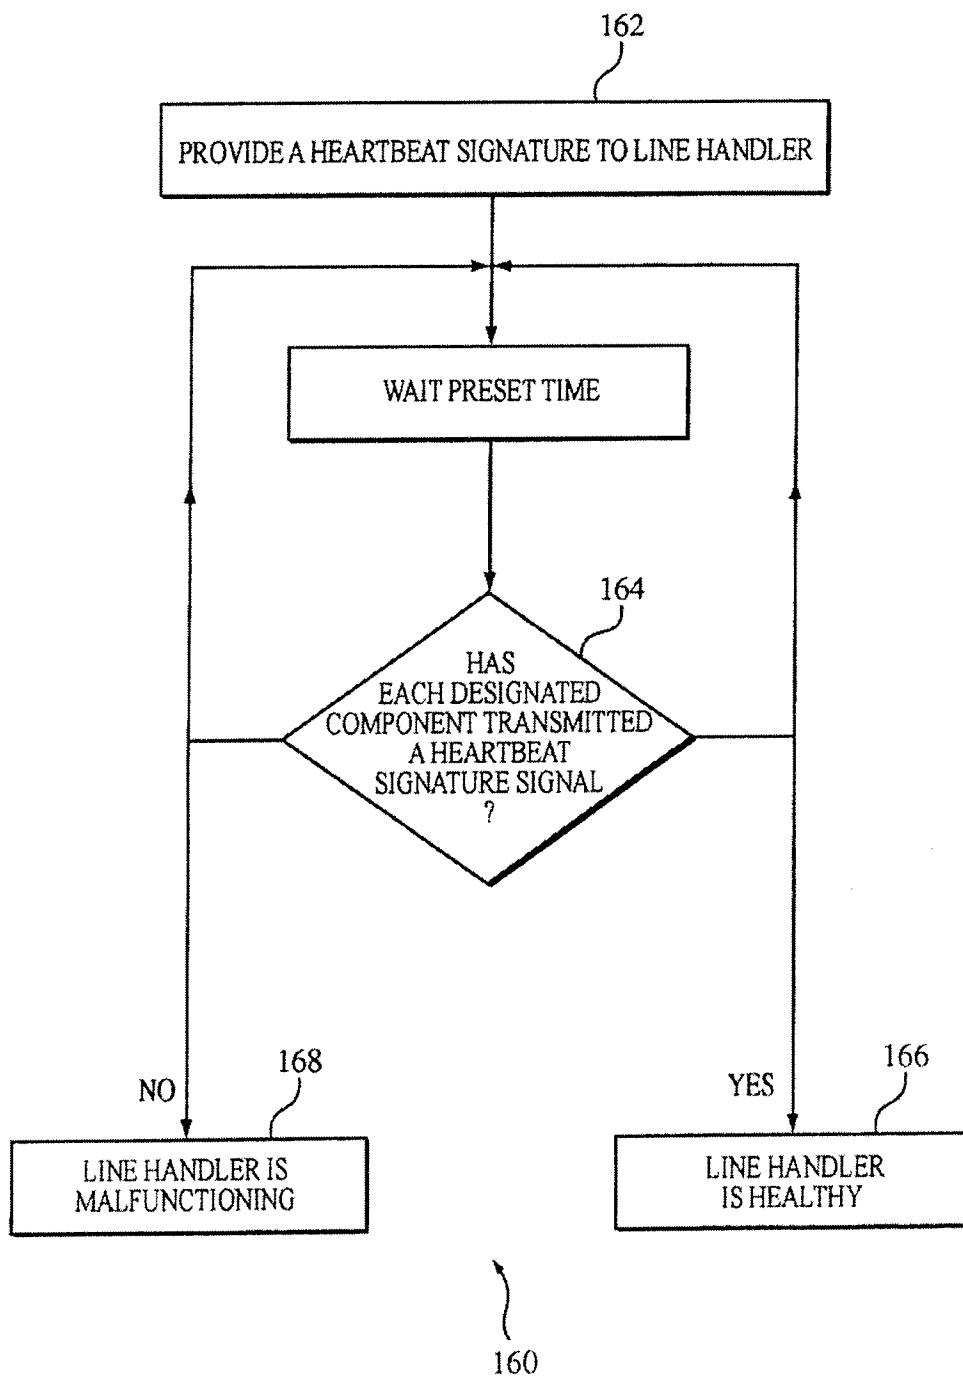 162
PROVIDE A HEARTBEAT SIGNATURE TO LINE HANDLER
WAIT PRESET TIME
164
HAS
EACH DESIGNATED
COMPONENT TRANSMITTED
A HEARTBEAT
SIGNATURE SIGNAL
?
NO
168
YES
166
LINE HANDLER IS
MALFUNCTIONING
LINE HANDLER
IS HEALTHY
160